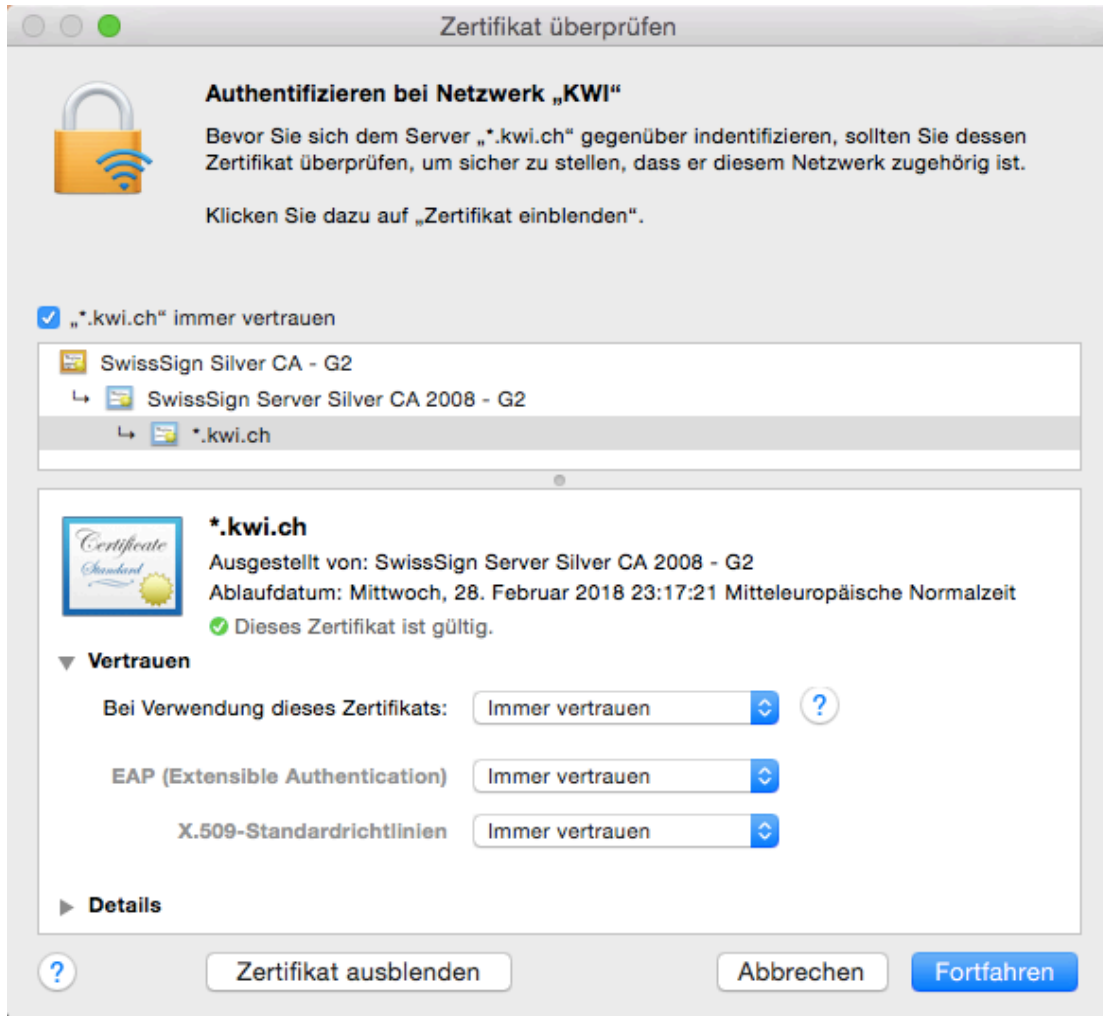 Zertifikat überprüfen
Authentifizieren bei Netzwerk „KWI“
Bevor Sie sich dem Server „*.kwi.ch“ gegenüber indentifizieren, sollten Sie dessen
Zertifikat überprüfen, um sicher zu stellen, dass er diesem Netzwerk zugehörig ist.
Klicken Sie dazu auf „Zertifikat einblenden“.
„*.kwi.ch“ immer vertrauen
SwissSign Silver CA - G2
↳ SwissSign Server Silver CA 2008 - G2
↳ *.kwi.ch
Certificate
Standard
*.kwi.ch
Ausgestellt von: SwissSign Server Silver CA 2008 - G2
Ablaufdatum: Mittwoch, 28. Februar 2018 23:17:21 Mitteleuropäische Normalzeit
Dieses Zertifikat ist gültig.
Vertrauen
Bei Verwendung dieses Zertifikats: Immer vertrauen ?
EAP (Extensible Authentication) Immer vertrauen
X.509-Standardrichtlinien Immer vertrauen
Details
? Zertifikat ausblenden Abbrechen Fortfahren